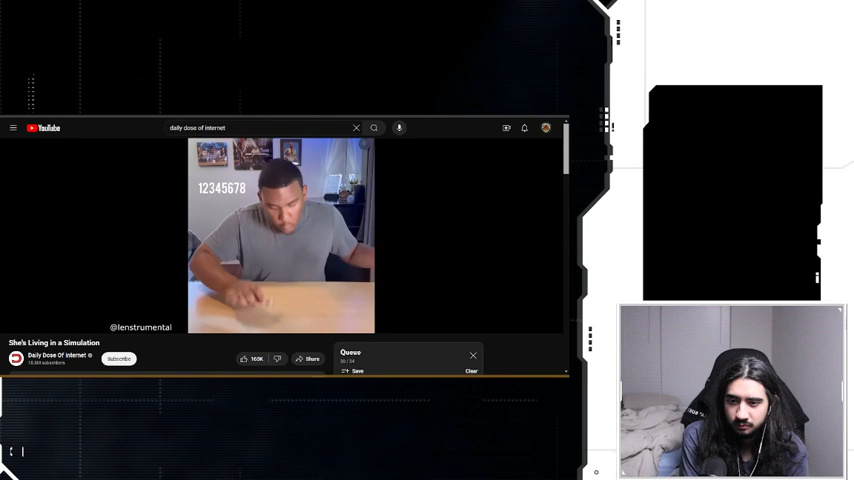 YouTube
daily dose of internet
12345678
@lenstrumental
She's Living in a Simulation
Daily Dose Of Internet
Subscribe
165K
Share
Queue
Save
Clear